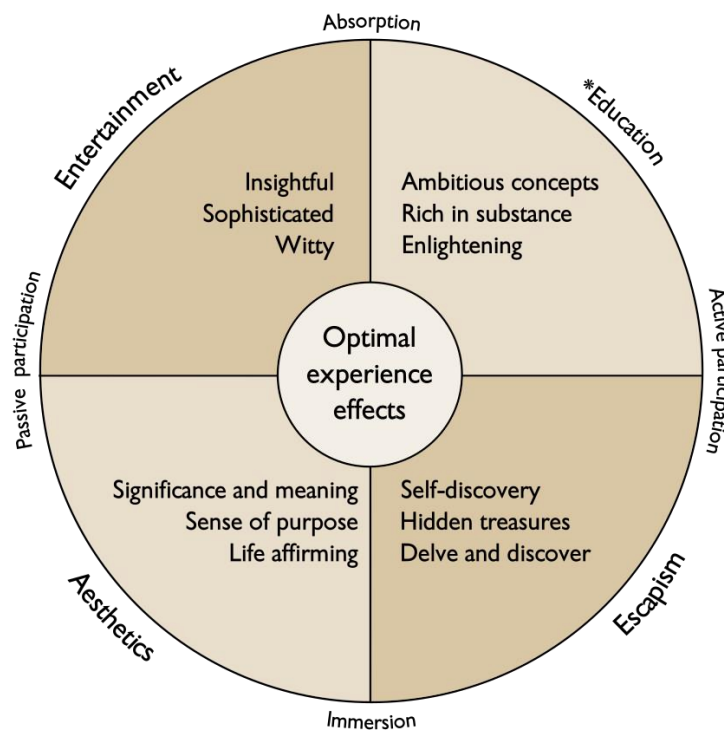 Absorption
Entertainment
*Education
Insightful
Sophisticated
Witty
Ambitious concepts
Rich in substance
Enlightening
Passive participation
Optimal
experience
effects
Active participation
Significance and meaning
Sense of purpose
Life affirming
Self-discovery
Hidden treasures
Delve and discover
Aesthetics
Escapism
Immersion